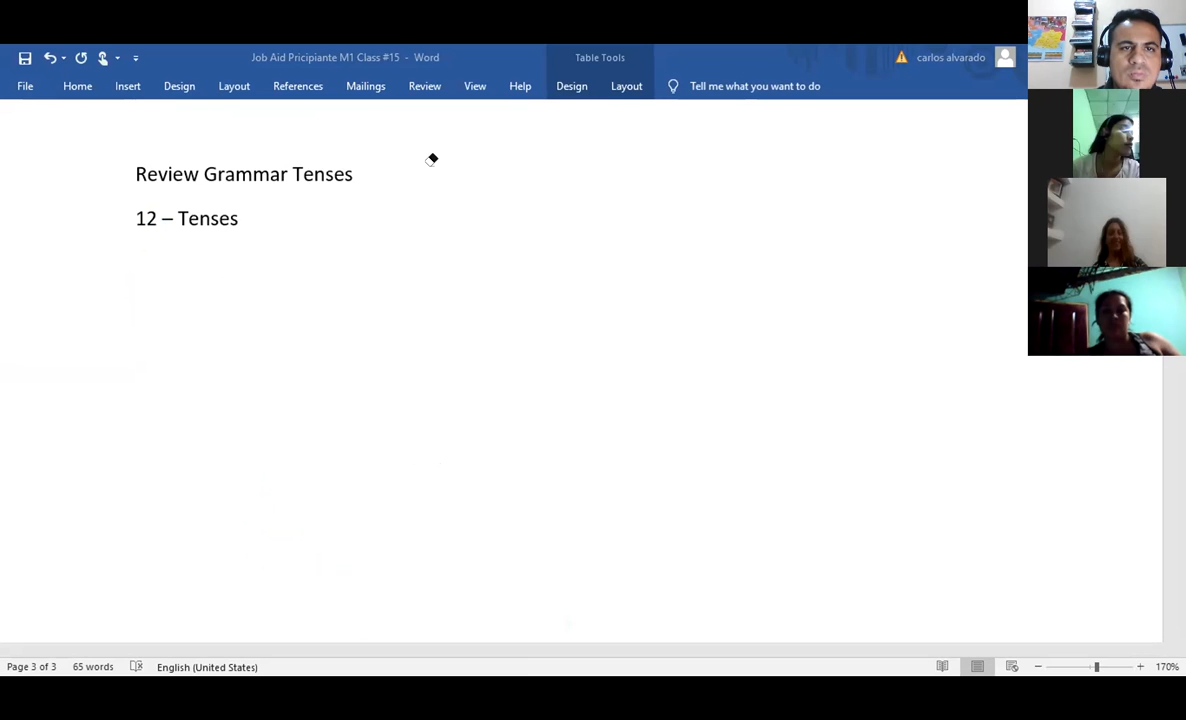 Job Aid Pricipiante M1 Class #15 - Word
Table Tools
carlos alvarado
File Home Insert Design Layout References Mailings Review View Help Design Layout Tell me what you want to do
Review Grammar Tenses
12 – Tenses
Page 3 of 3 65 words English (United States) 170%